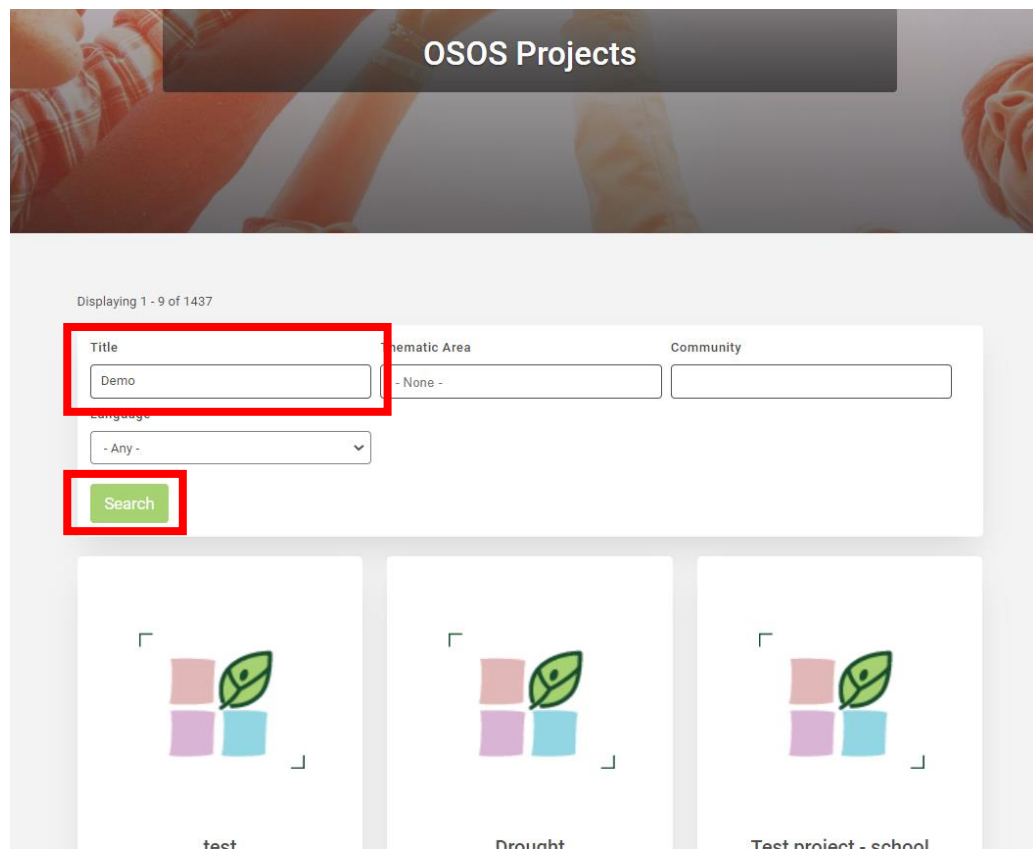 OSOS Projects
Displaying 1 - 9 of 1437
Title Thematic Area Community
Demo - None -
Language
- Any -
Search
test Drought Test project - school